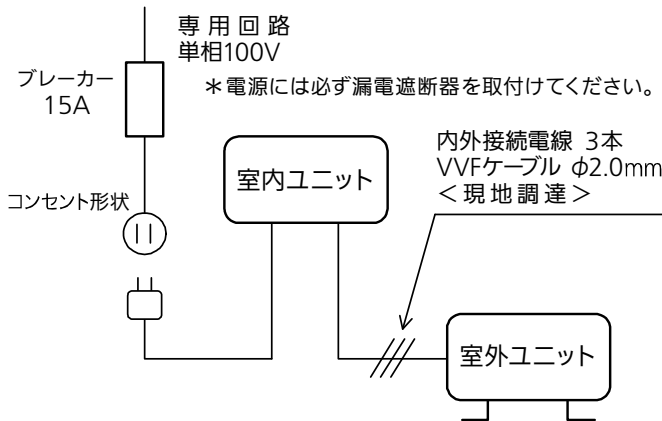 専用回路
単相100V
＊電源には必ず漏電遮断器を取付けてください。
ブレーカー
15A
内外接続電線 3本
VVFケーブル φ2.0mm
＜現地調達＞
室内ユニット
コンセント形状
室外ユニット